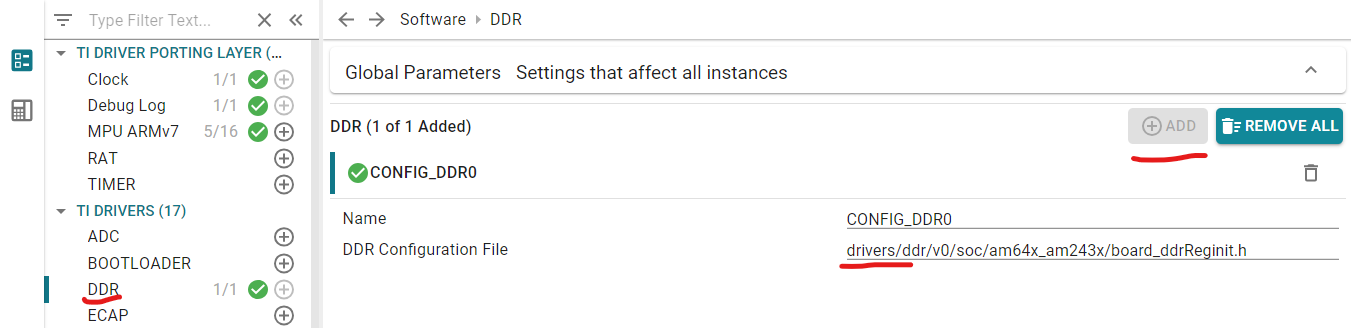 Type Filter Text...
TI DRIVER PORTING LAYER (...
Clock 1/1
Debug Log 1/1
MPU ARMv7 5/16
RAT
TIMER
TI DRIVERS (17)
ADC
BOOTLOADER
DDR 1/1
ECAP
Software DDR
Global Parameters Settings that affect all instances
DDR (1 of 1 Added) ADD REMOVE ALL
CONFIG_DDR0
Name CONFIG_DDR0
DDR Configuration File drivers/ddr/v0/soc/am64x_am243x/board_ddrReginit.h